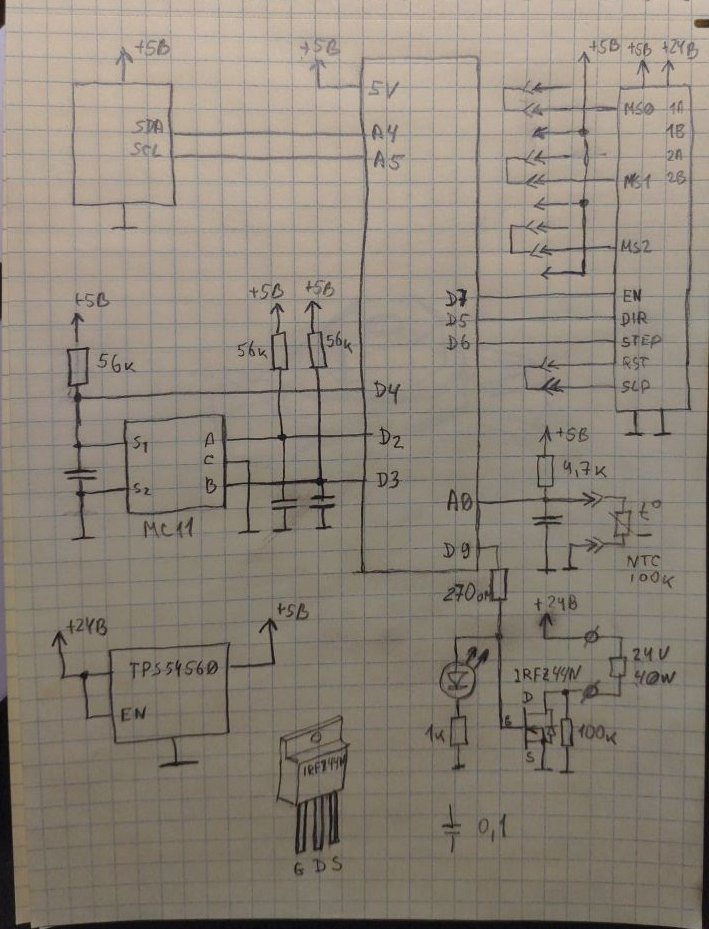 +5В
+5В
+5В +5В +24В
5V
SDA
A4
SCL
A5
MS0
1A
1B
2A
MS1
2B
MS2
+5В
+5В
+5В
D7
EN
D5
DIR
D6
STEP
RST
SLP
56к
56к
56к
D4
S1
A
D2
C
S2
B
D3
MC11
+5В
4,7к
A0
t°
D9
NTC
100к
270ом
+24В
+5В
+24В
TPS54560
EN
24V
40W
IRFZ44N
D
G
S
1к
100к
IRFZ44N
G D S
0,1